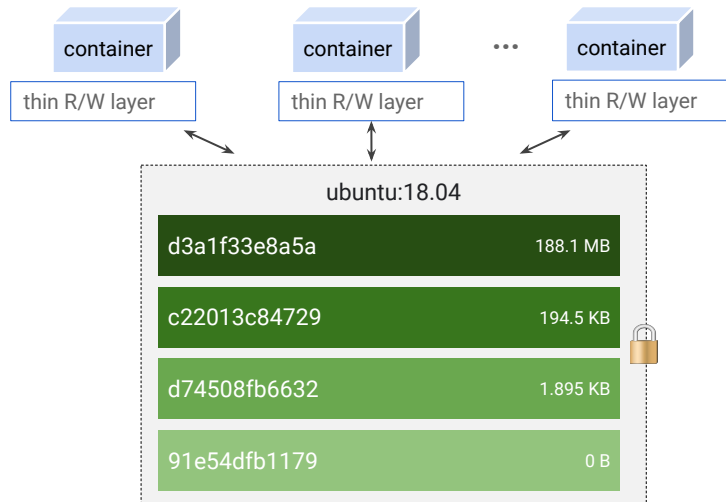 container
container
...
container
thin R/W layer
thin R/W layer
thin R/W layer
ubuntu:18.04
d3a1f33e8a5a 188.1 MB
c22013c84729 194.5 KB
d74508fb6632 1.895 KB
91e54dfb1179 0 B